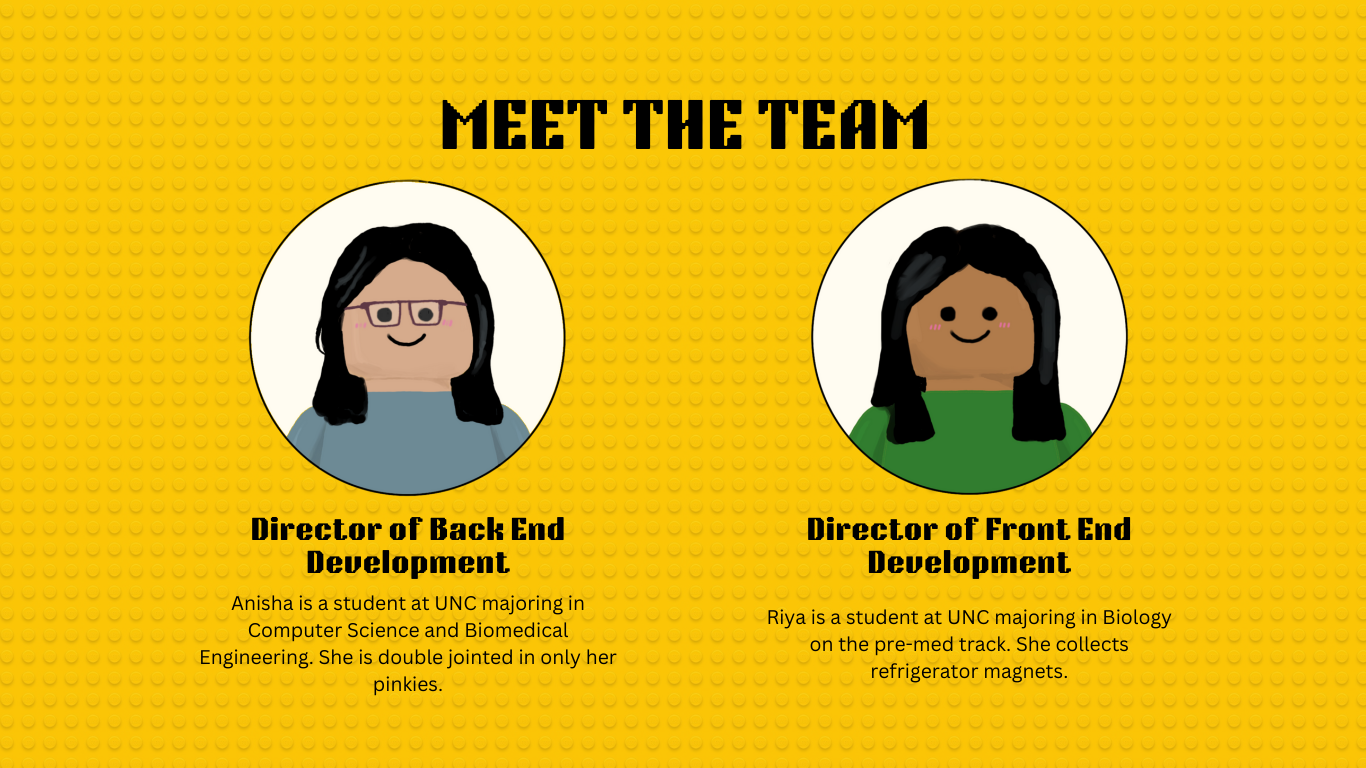 MEET THE TEAM
Director of Back End
Development
Anisha is a student at UNC majoring in
Computer Science and Biomedical
Engineering. She is double jointed in only her
pinkies.
Director of Front End
Development
Riya is a student at UNC majoring in Biology
on the pre-med track. She collects
refrigerator magnets.